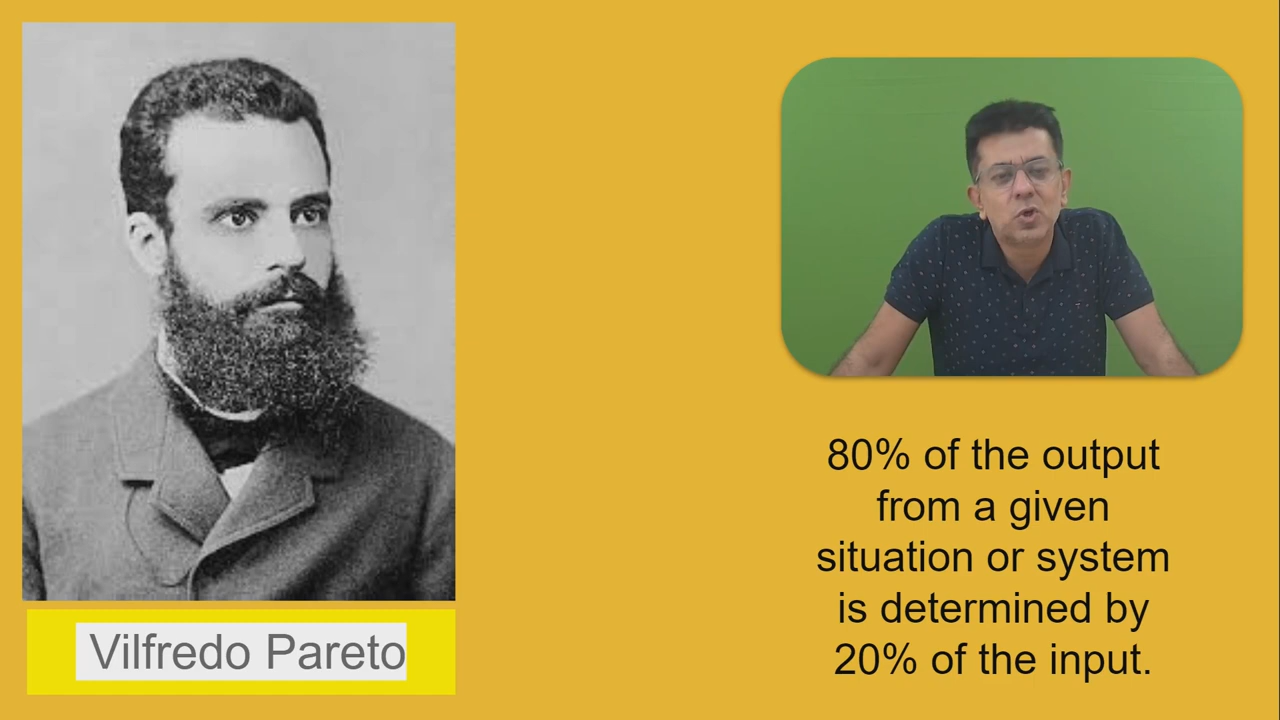 Vilfredo Pareto
80% of the output
from a given
situation or system
is determined by
20% of the input.